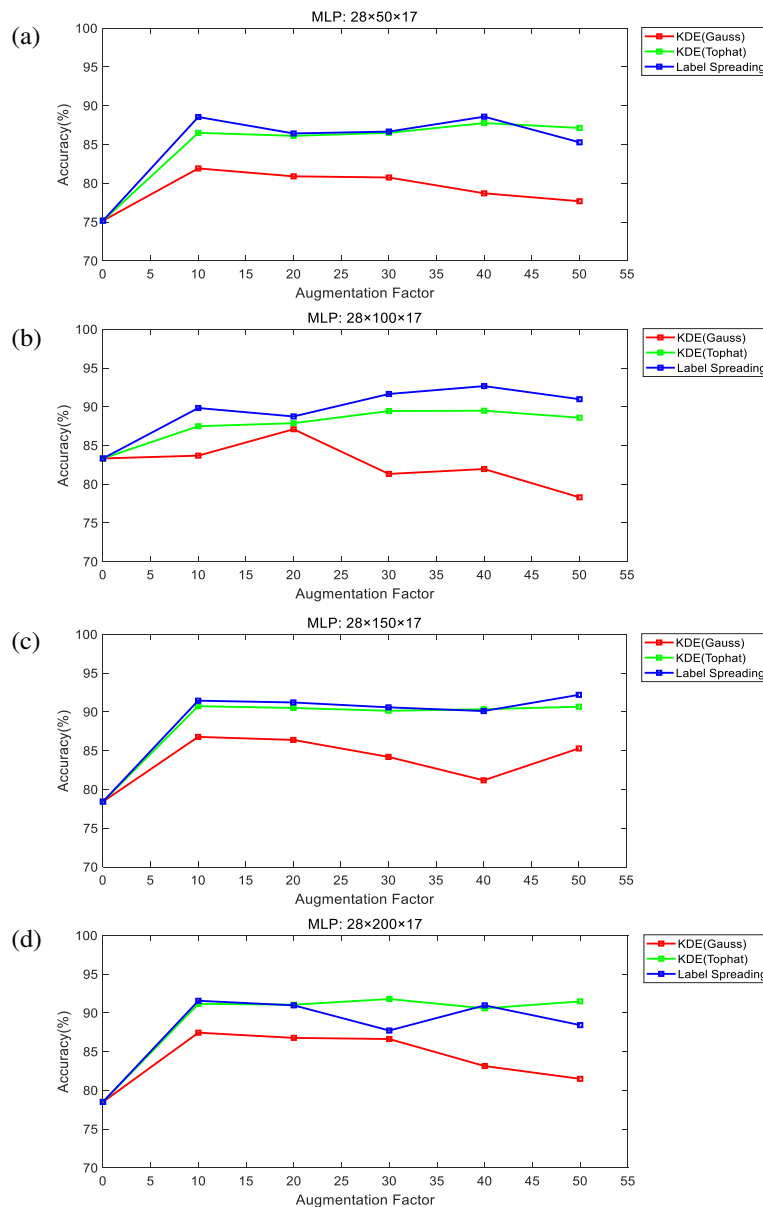 (a)
MLP: 28×50×17
100
95
90
85
80
75
70
Accuracy(%)
0 5 10 15 20 25 30 35 40 45 50 55
Augmentation Factor
KDE(Gauss)
KDE(Tophat)
Label Spreading
(b)
MLP: 28×100×17
100
95
90
85
80
75
70
Accuracy(%)
0 5 10 15 20 25 30 35 40 45 50 55
Augmentation Factor
KDE(Gauss)
KDE(Tophat)
Label Spreading
(c)
MLP: 28×150×17
100
95
90
85
80
75
70
Accuracy(%)
0 5 10 15 20 25 30 35 40 45 50 55
Augmentation Factor
KDE(Gauss)
KDE(Tophat)
Label Spreading
(d)
MLP: 28×200×17
100
95
90
85
80
75
70
Accuracy(%)
0 5 10 15 20 25 30 35 40 45 50 55
Augmentation Factor
KDE(Gauss)
KDE(Tophat)
Label Spreading